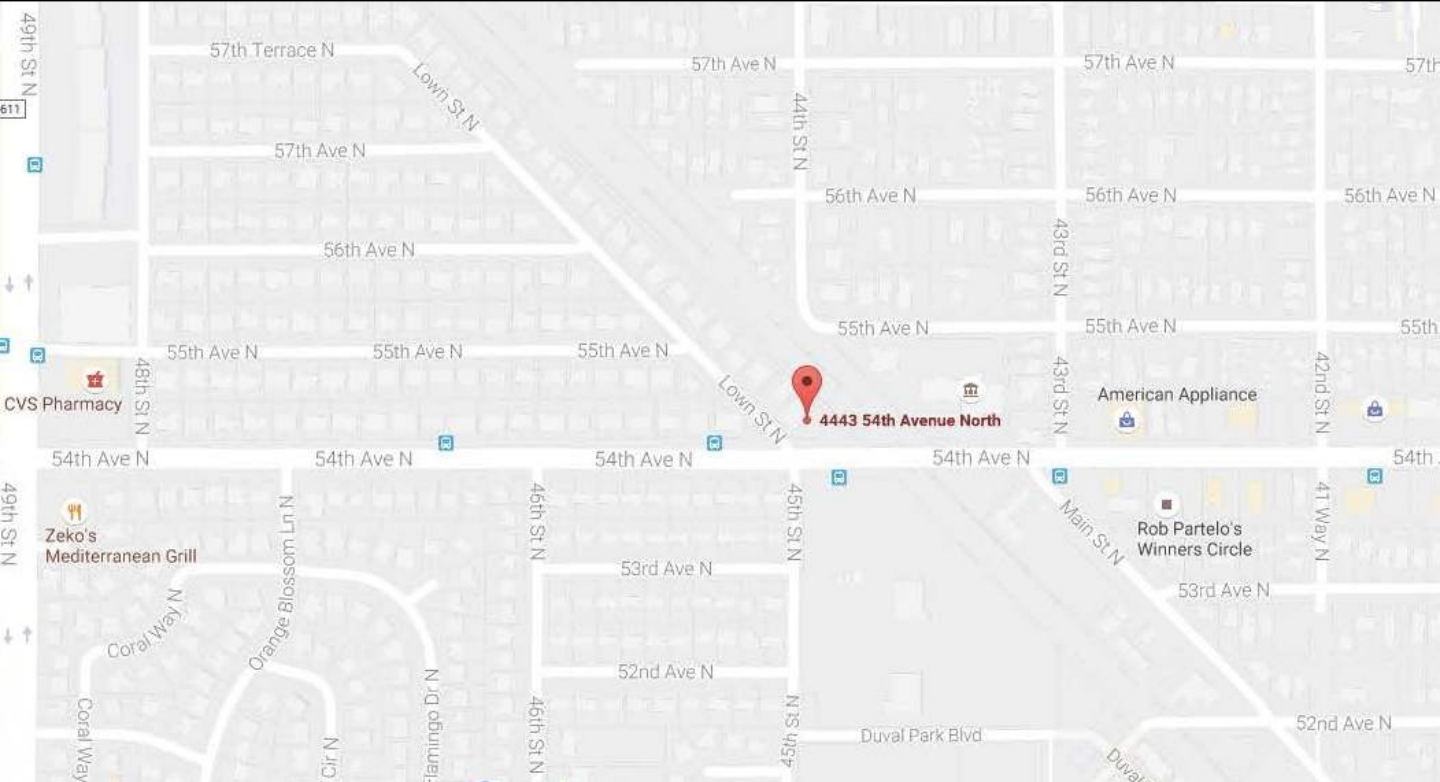 49th St N
57th Terrace N
Lown St N
57th Ave N
57th Ave N
57th
611
44th St N
57th Ave N
56th Ave N
56th Ave N
56th Ave N
43rd St N
56th Ave N
55th Ave N
55th Ave N
55th
55th Ave N
55th Ave N
55th Ave N
48th St N
CVS Pharmacy
Lown St N
4443 54th Avenue North
43rd St N
American Appliance
42nd St N
54th Ave N
54th Ave N
54th Ave N
54th Ave N
54th
49th St N
Zeko's
Mediterranean Grill
Orange Blossom Ln N
46th St N
45th St N
Main St N
Rob Partelo's
Winners Circle
41 Way N
53rd Ave N
53rd Ave N
Coral Way N
52nd Ave N
Coral Way
Cir N
Flamingo Dr N
46th St N
45th St N
Duval Park Blvd
Duval
52nd Ave N